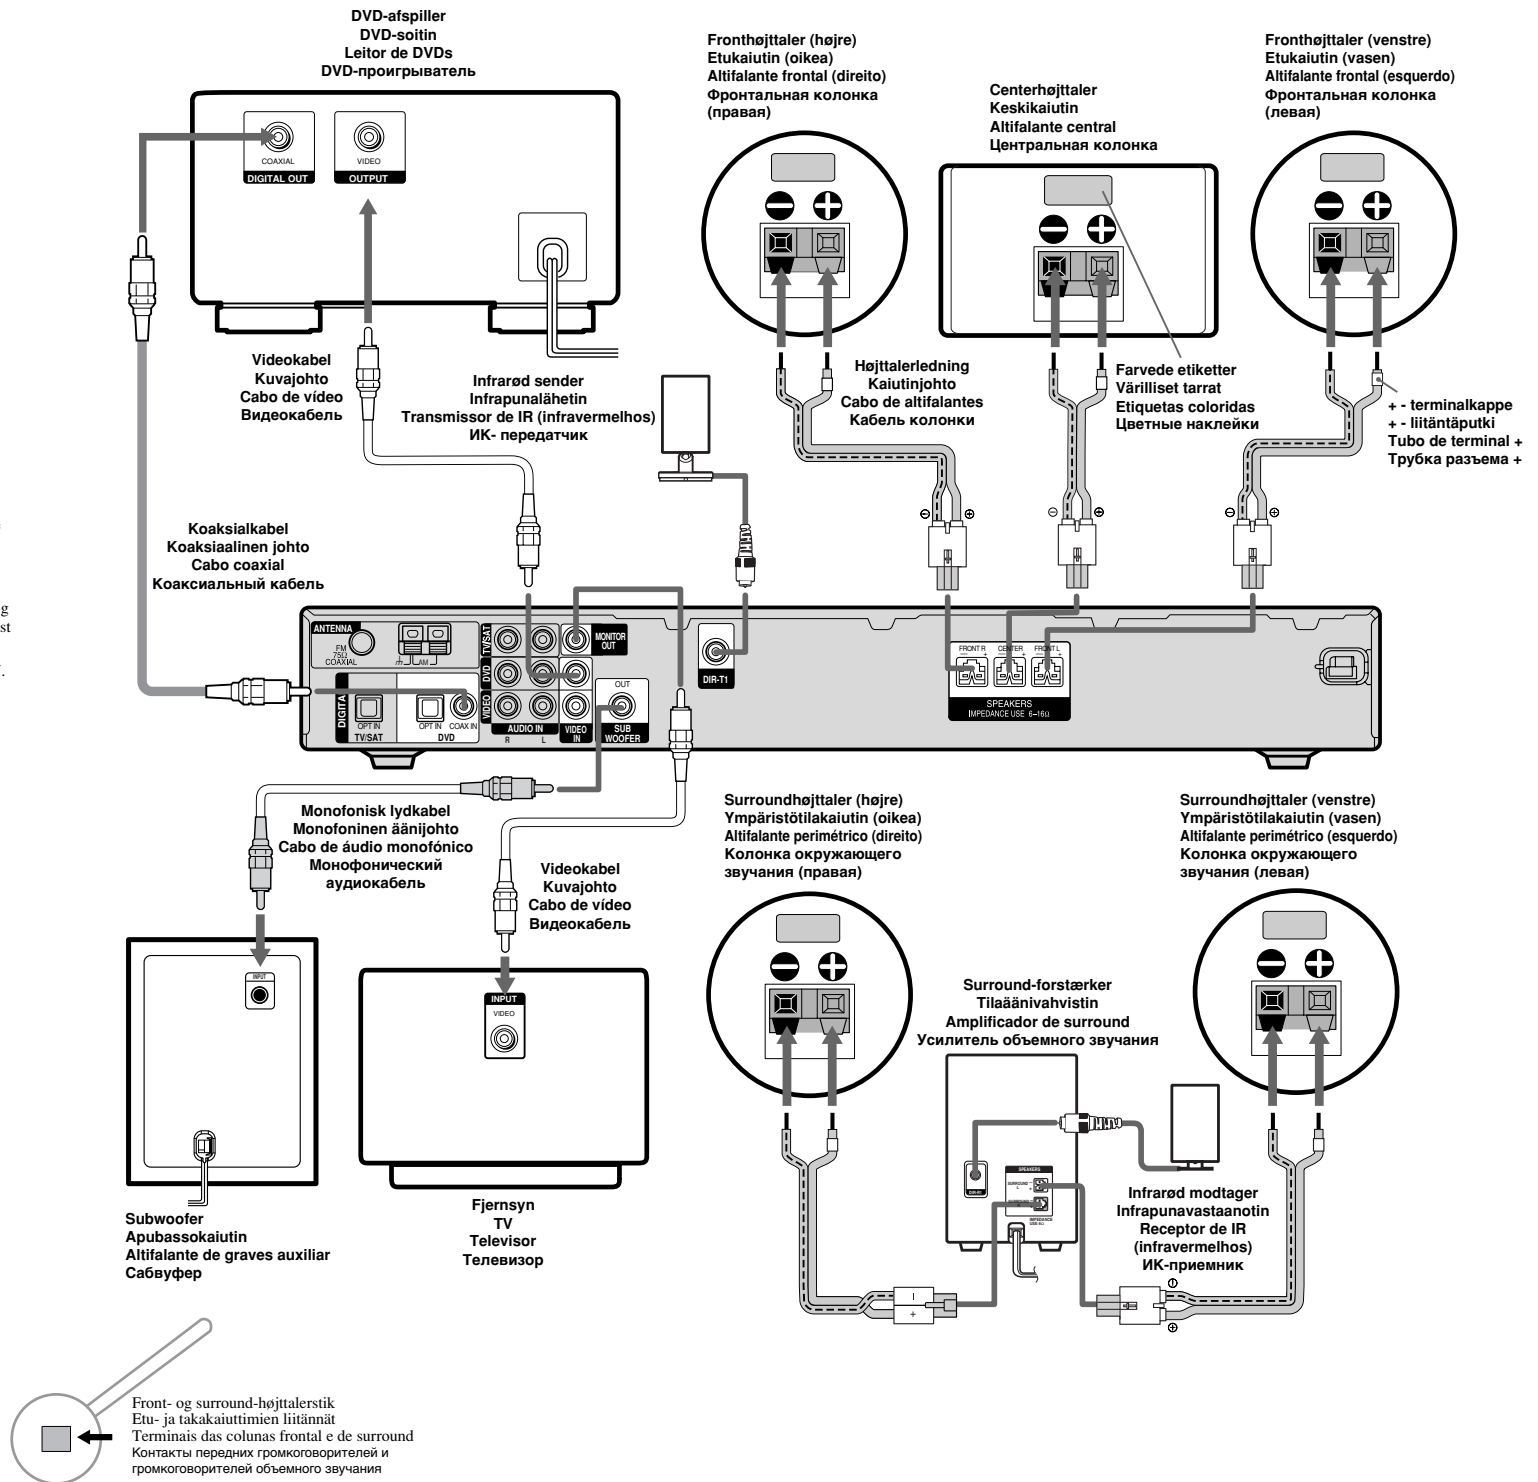 DVD-afspiller
DVD-soitin
Leitor de DVDs
DVD-проигрыватель
COAXIAL
DIGITAL OUT
VIDEO
OUTPUT
Fronthøjttaler (højre)
Etukaiutin (oikea)
Altifalante frontal (direito)
Фронтальная колонка
(правая)
Centerhøjttaler
Keskikaiutin
Altifalante central
Центральная колонка
Fronthøjttaler (venstre)
Etukaiutin (vasen)
Altifalante frontal (esquerdo)
Фронтальная колонка
(левая)
Videokabel
Kuvajohto
Cabo de vídeo
Видеокабель
Infrarød sender
Infrapunalähetin
Transmissor de IR (infravermelhos)
ИК- передатчик
Højttalerledning
Kaiutinjohto
Cabo de altifalantes
Кабель колонки
Farvede etiketter
Värilliset tarrat
Etiquetas coloridas
Цветные наклейки
+ - terminalkappe
+ - liitäntäputki
Tubo de terminal +
Трубка разъема +
Koaksialkabel
Koaksiaalinen johto
Cabo coaxial
Коаксиальный кабель
eg
st
.
ANTENNA
FM
75Ω
COAXIAL
AM
TV/SAT
DVD
VIDEO
MONITOR
OUT
DIGITAL
OPT IN
TV/SAT
OPT IN
COAX IN
DVD
AUDIO IN
R L
VIDEO
IN
OUT
SUB
WOOFER
DIR-T1
FRONT R
CENTER
FRONT L
− + − + − +
SPEAKERS
IMPEDANCE USE 6–16Ω
Monofonisk lydkabel
Monofoninen äänijohto
Cabo de áudio monofónico
Монофонический
аудиокабель
Videokabel
Kuvajohto
Cabo de vídeo
Видеокабель
Surroundhøjttaler (højre)
Ympäristötilakaiutin (oikea)
Altifalante perimétrico (direito)
Колонка окружающего
звучания (правая)
Surroundhøjttaler (venstre)
Ympäristötilakaiutin (vasen)
Altifalante perimétrico (esquerdo)
Колонка окружающего
звучания (левая)
INPUT
INPUT
VIDEO
Surround-forstærker
Tilaäänivahvistin
Amplificador de surround
Усилитель объемного звучания
DIR-R1
SPEAKERS
SURROUND
L
SURROUND
IMPEDANCE
USE 6Ω
Infrarød modtager
Infrapunavastaanotin
Receptor de IR
(infravermelhos)
ИК-приемник
Subwoofer
Apubassokaiutin
Altifalante de graves auxiliar
Сабвуфер
Fjernsyn
TV
Televisor
Телевизор
Front- og surround-højttalerstik
Etu- ja takakaiuttimien liitännät
Terminais das colunas frontal e de surround
Контакты передних громкоговорителей и
громкоговорителей объемного звучания